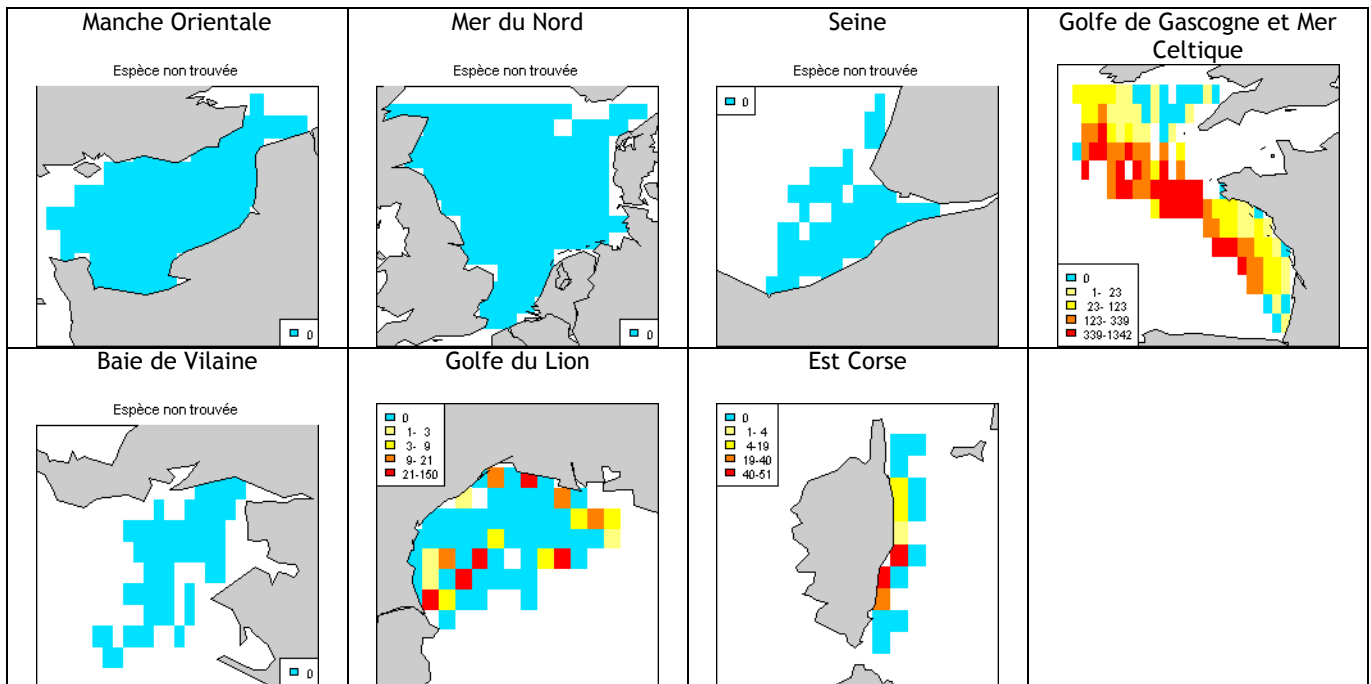 Manche Orientale
Espèce non trouvée
0
Mer du Nord
Espèce non trouvée
0
Seine
Espèce non trouvée
0
Golfe de Gascogne et Mer
Celtique
0
1- 23
23- 123
123- 339
339-1342
Baie de Vilaine
Espèce non trouvée
0
Golfe du Lion
0
1- 3
3- 9
9- 21
21-150
Est Corse
0
1- 4
4-19
19-40
40-51